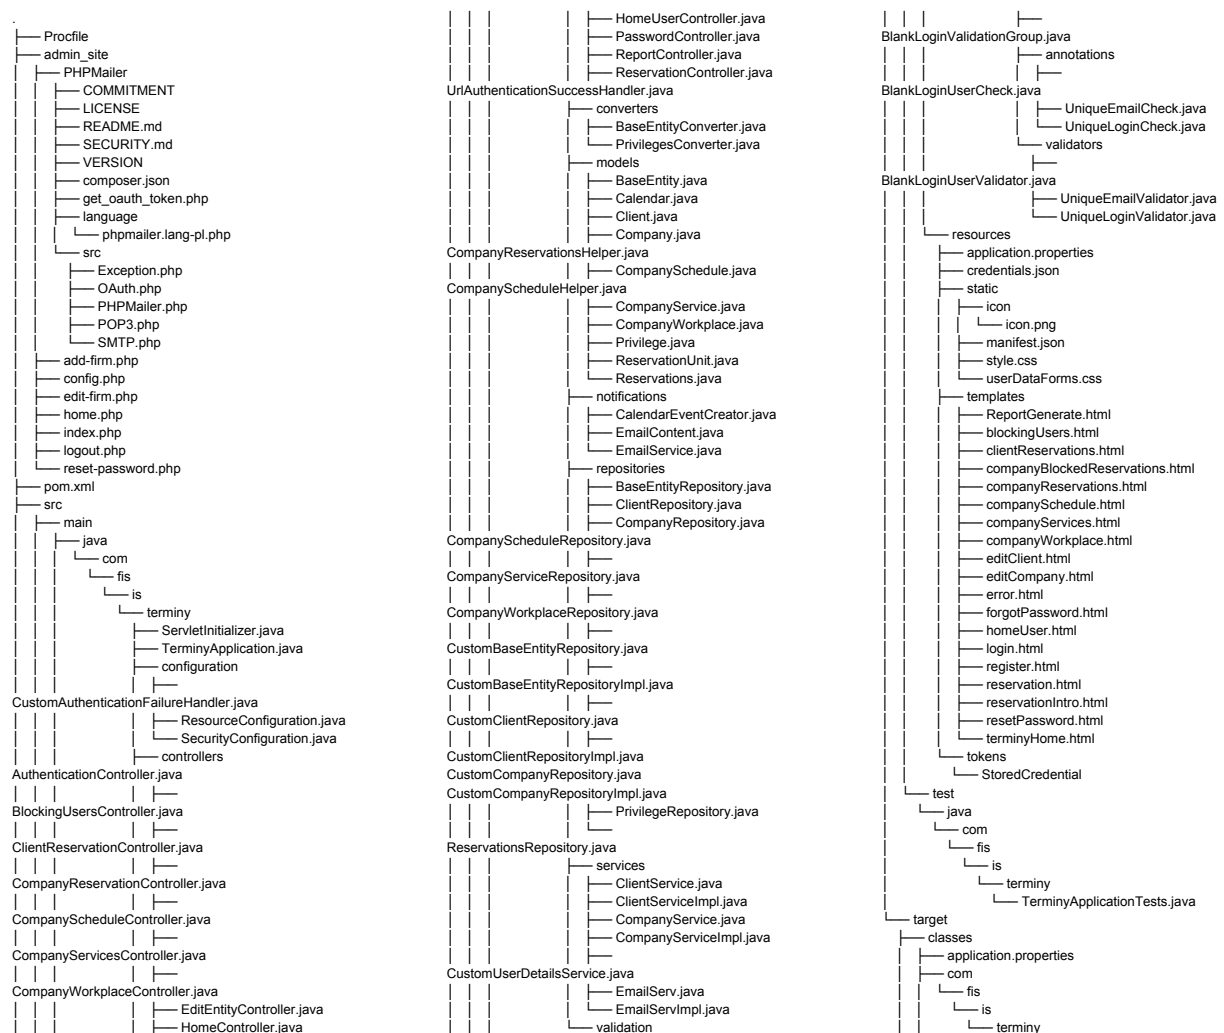 .
├── Procfile
├── admin_site
│   ├── PHPMailer
│   │   ├── COMMITMENT
│   │   ├── LICENSE
│   │   ├── README.md
│   │   ├── SECURITY.md
│   │   ├── VERSION
│   │   ├── composer.json
│   │   ├── get_oauth_token.php
│   │   ├── language
│   │   │   └── phpmailer.lang-pl.php
│   │   └── src
│   │       ├── Exception.php
│   │       ├── OAuth.php
│   │       ├── PHPMailer.php
│   │       ├── POP3.php
│   │       └── SMTP.php
│   ├── add-firm.php
│   ├── config.php
│   ├── edit-firm.php
│   ├── home.php
│   ├── index.php
│   ├── logout.php
│   └── reset-password.php
├── pom.xml
├── src
│   ├── main
│   │   ├── java
│   │   │   └── com
│   │   │       └── fis
│   │   │           └── is
│   │   │               └── terminy
│   │   │                   ├── ServletInitializer.java
│   │   │                   ├── TerminyApplication.java
│   │   │                   ├── configuration
│   │   │                   │   ├──
CustomAuthenticationFailureHandler.java
│   │   │                   │   ├── ResourceConfiguration.java
│   │   │                   │   └── SecurityConfiguration.java
│   │   │                   ├── controllers
AuthenticationController.java
│   │   │                   │   ├──
BlockingUsersController.java
│   │   │                   │   ├──
ClientReservationController.java
│   │   │                   │   ├──
CompanyReservationController.java
│   │   │                   │   ├──
CompanyScheduleController.java
│   │   │                   │   ├──
CompanyServicesController.java
│   │   │                   │   ├──
CompanyWorkplaceController.java
│   │   │                   │   ├── EditEntityController.java
│   │   │                   │   ├── HomeController.java
│   │   │                   │   ├── HomeUserController.java
│   │   │                   │   ├── PasswordController.java
│   │   │                   │   ├── ReportController.java
│   │   │                   │   ├── ReservationController.java
UrlAuthenticationSuccessHandler.java
│   │   │                   ├── converters
│   │   │                   │   ├── BaseEntityConverter.java
│   │   │                   │   └── PrivilegesConverter.java
│   │   │                   ├── models
│   │   │                   │   ├── BaseEntity.java
│   │   │                   │   ├── Calendar.java
│   │   │                   │   ├── Client.java
│   │   │                   │   ├── Company.java
CompanyReservationsHelper.java
│   │   │                   │   ├── CompanySchedule.java
CompanyScheduleHelper.java
│   │   │                   │   ├── CompanyService.java
│   │   │                   │   ├── CompanyWorkplace.java
│   │   │                   │   ├── Privilege.java
│   │   │                   │   ├── ReservationUnit.java
│   │   │                   │   └── Reservations.java
│   │   │                   ├── notifications
│   │   │                   │   ├── CalendarEventCreator.java
│   │   │                   │   ├── EmailContent.java
│   │   │                   │   └── EmailService.java
│   │   │                   ├── repositories
│   │   │                   │   ├── BaseEntityRepository.java
│   │   │                   │   ├── ClientRepository.java
│   │   │                   │   ├── CompanyRepository.java
CompanyScheduleRepository.java
│   │   │                   │   ├──
CompanyServiceRepository.java
│   │   │                   │   ├──
CompanyWorkplaceRepository.java
│   │   │                   │   ├──
CustomBaseEntityRepository.java
│   │   │                   │   ├──
CustomBaseEntityRepositoryImpl.java
│   │   │                   │   ├──
CustomClientRepository.java
│   │   │                   │   ├──
CustomClientRepositoryImpl.java
CustomCompanyRepository.java
CustomCompanyRepositoryImpl.java
│   │   │                   │   ├── PrivilegeRepository.java
│   │   │                   │   └──
ReservationsRepository.java
│   │   │                   ├── services
│   │   │                   │   ├── ClientService.java
│   │   │                   │   ├── ClientServiceImpl.java
│   │   │                   │   ├── CompanyService.java
│   │   │                   │   ├── CompanyServiceImpl.java
│   │   │                   │   ├──
CustomUserDetailsService.java
│   │   │                   │   ├── EmailServ.java
│   │   │                   │   └── EmailServImpl.java
│   │   │                   └── validation
│   │   │                       ├──
BlankLoginValidationGroup.java
│   │   │                       ├── annotations
│   │   │                       │   ├──
BlankLoginUserCheck.java
│   │   │                       │   ├── UniqueEmailCheck.java
│   │   │                       │   └── UniqueLoginCheck.java
│   │   │                       └── validators
│   │   │                           ├──
BlankLoginUserValidator.java
│   │   │                           ├── UniqueEmailValidator.java
│   │   │                           └── UniqueLoginValidator.java
│   │   └── resources
│   │       ├── application.properties
│   │       ├── credentials.json
│   │       ├── static
│   │       │   ├── icon
│   │       │   │   └── icon.png
│   │       │   ├── manifest.json
│   │       │   ├── style.css
│   │       │   └── userDataForms.css
│   │       ├── templates
│   │       │   ├── ReportGenerate.html
│   │       │   ├── blockingUsers.html
│   │       │   ├── clientReservations.html
│   │       │   ├── companyBlockedReservations.html
│   │       │   ├── companyReservations.html
│   │       │   ├── companySchedule.html
│   │       │   ├── companyServices.html
│   │       │   ├── companyWorkplace.html
│   │       │   ├── editClient.html
│   │       │   ├── editCompany.html
│   │       │   ├── error.html
│   │       │   ├── forgotPassword.html
│   │       │   ├── homeUser.html
│   │       │   ├── login.html
│   │       │   ├── register.html
│   │       │   ├── reservation.html
│   │       │   ├── reservationIntro.html
│   │       │   ├── resetPassword.html
│   │       │   └── terminyHome.html
│   │       └── tokens
│   │           └── StoredCredential
│   └── test
│       └── java
│           └── com
│               └── fis
│                   └── is
│                       └── terminy
│                           └── TerminyApplicationTests.java
└── target
    ├── classes
    │   ├── application.properties
    │   ├── com
    │   │   └── fis
    │   │       └── is
    │   │           └── terminy